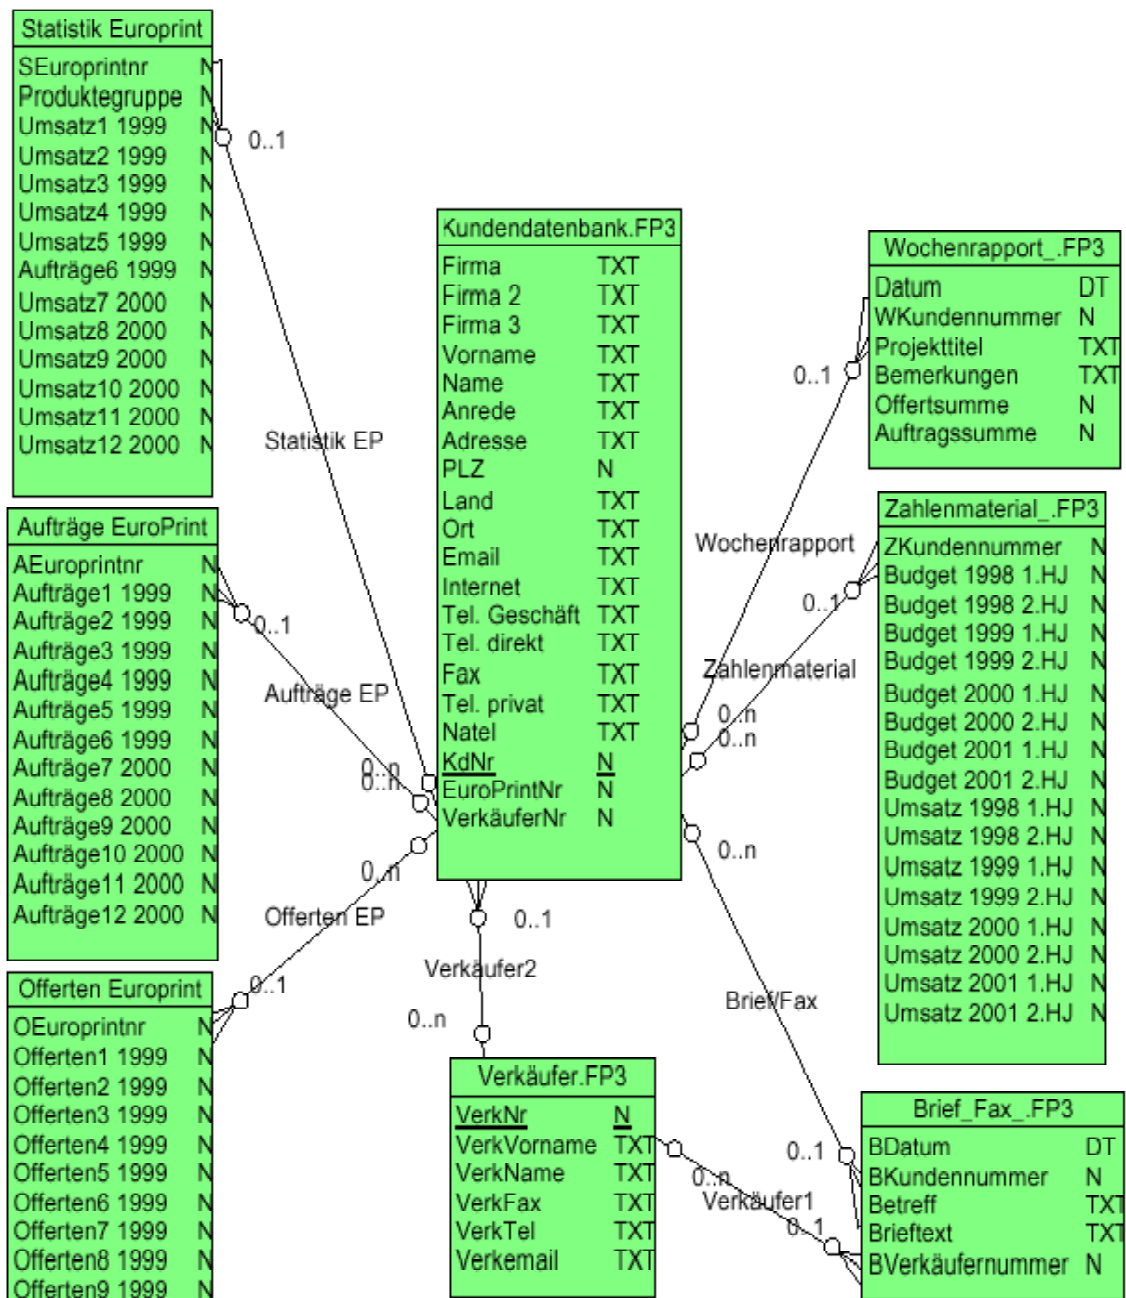 Statistik Europrint
SEuroprintnr N
Produktegruppe N
Umsatz1 1999 N
Umsatz2 1999 N
Umsatz3 1999 N
Umsatz4 1999 N
Umsatz5 1999 N
Aufträge6 1999 N
Umsatz7 2000 N
Umsatz8 2000 N
Umsatz9 2000 N
Umsatz10 2000 N
Umsatz11 2000 N
Umsatz12 2000 N
0..1
Statistik EP
Aufträge EuroPrint
AEuroprintnr N
Aufträge1 1999 N
Aufträge2 1999 N
Aufträge3 1999 N
Aufträge4 1999 N
Aufträge5 1999 N
Aufträge6 1999 N
Aufträge7 2000 N
Aufträge8 2000 N
Aufträge9 2000 N
Aufträge10 2000 N
Aufträge11 2000 N
Aufträge12 2000 N
0..1
Aufträge EP
0..n
0..n
0..n
Offerten EP
0..1
Offerten Europrint
OEuroprintnr N
Offerten1 1999 N
Offerten2 1999 N
Offerten3 1999 N
Offerten4 1999 N
Offerten5 1999 N
Offerten6 1999 N
Offerten7 1999 N
Offerten8 1999 N
Offerten9 1999 N
Kundendatenbank.FP3
Firma TXT
Firma 2 TXT
Firma 3 TXT
Vorname TXT
Name TXT
Anrede TXT
Adresse TXT
PLZ N
Land TXT
Ort TXT
Email TXT
Internet TXT
Tel. Geschäft TXT
Tel. direkt TXT
Fax TXT
Tel. privat TXT
Natel TXT
KdNr N
EuroPrintNr N
VerkäuferNr N
0..1
Verkäufer2
0..n
Verkäufer.FP3
VerkNr N
VerkVorname TXT
VerkName TXT
VerkFax TXT
VerkTel TXT
Verkemail TXT
Wochenrapport_.FP3
Datum DT
WKundennummer N
Projekttitel TXT
Bemerkungen TXT
Offertsumme N
Auftragssumme N
0..1
Wochenrapport
0..1
Zahlenmaterial
0..n
0..n
0..n
Brief/Fax
0..1
0..n
Verkäufer1
0..1
Zahlenmaterial_.FP3
ZKundennummer N
Budget 1998 1.HJ N
Budget 1998 2.HJ N
Budget 1999 1.HJ N
Budget 1999 2.HJ N
Budget 2000 1.HJ N
Budget 2000 2.HJ N
Budget 2001 1.HJ N
Budget 2001 2.HJ N
Umsatz 1998 1.HJ N
Umsatz 1998 2.HJ N
Umsatz 1999 1.HJ N
Umsatz 1999 2.HJ N
Umsatz 2000 1.HJ N
Umsatz 2000 2.HJ N
Umsatz 2001 1.HJ N
Umsatz 2001 2.HJ N
Brief_Fax_.FP3
BDatum DT
BKundennummer N
Betreff TXT
Brieftext TXT
BVerkäufernummer N